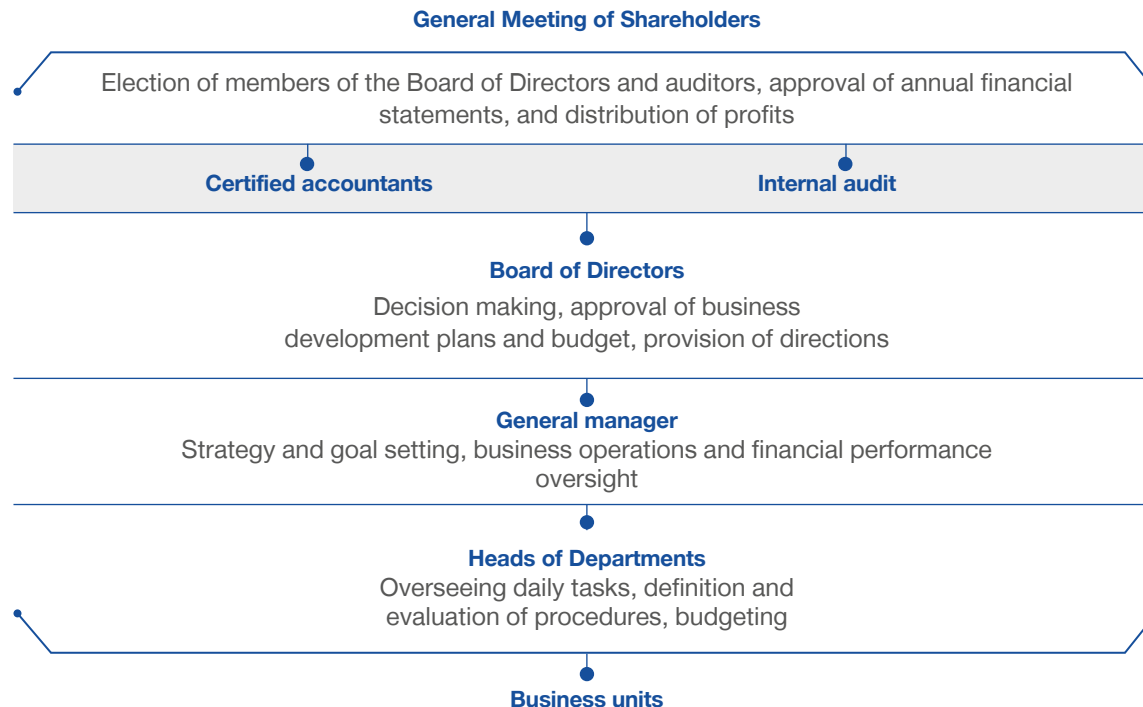 General Meeting of Shareholders
Election of members of the Board of Directors and auditors, approval of annual financial
statements, and distribution of profits
Certified accountants
Internal audit
Board of Directors
Decision making, approval of business
development plans and budget, provision of directions
General manager
Strategy and goal setting, business operations and financial performance
oversight
Heads of Departments
Overseeing daily tasks, definition and
evaluation of procedures, budgeting
Business units